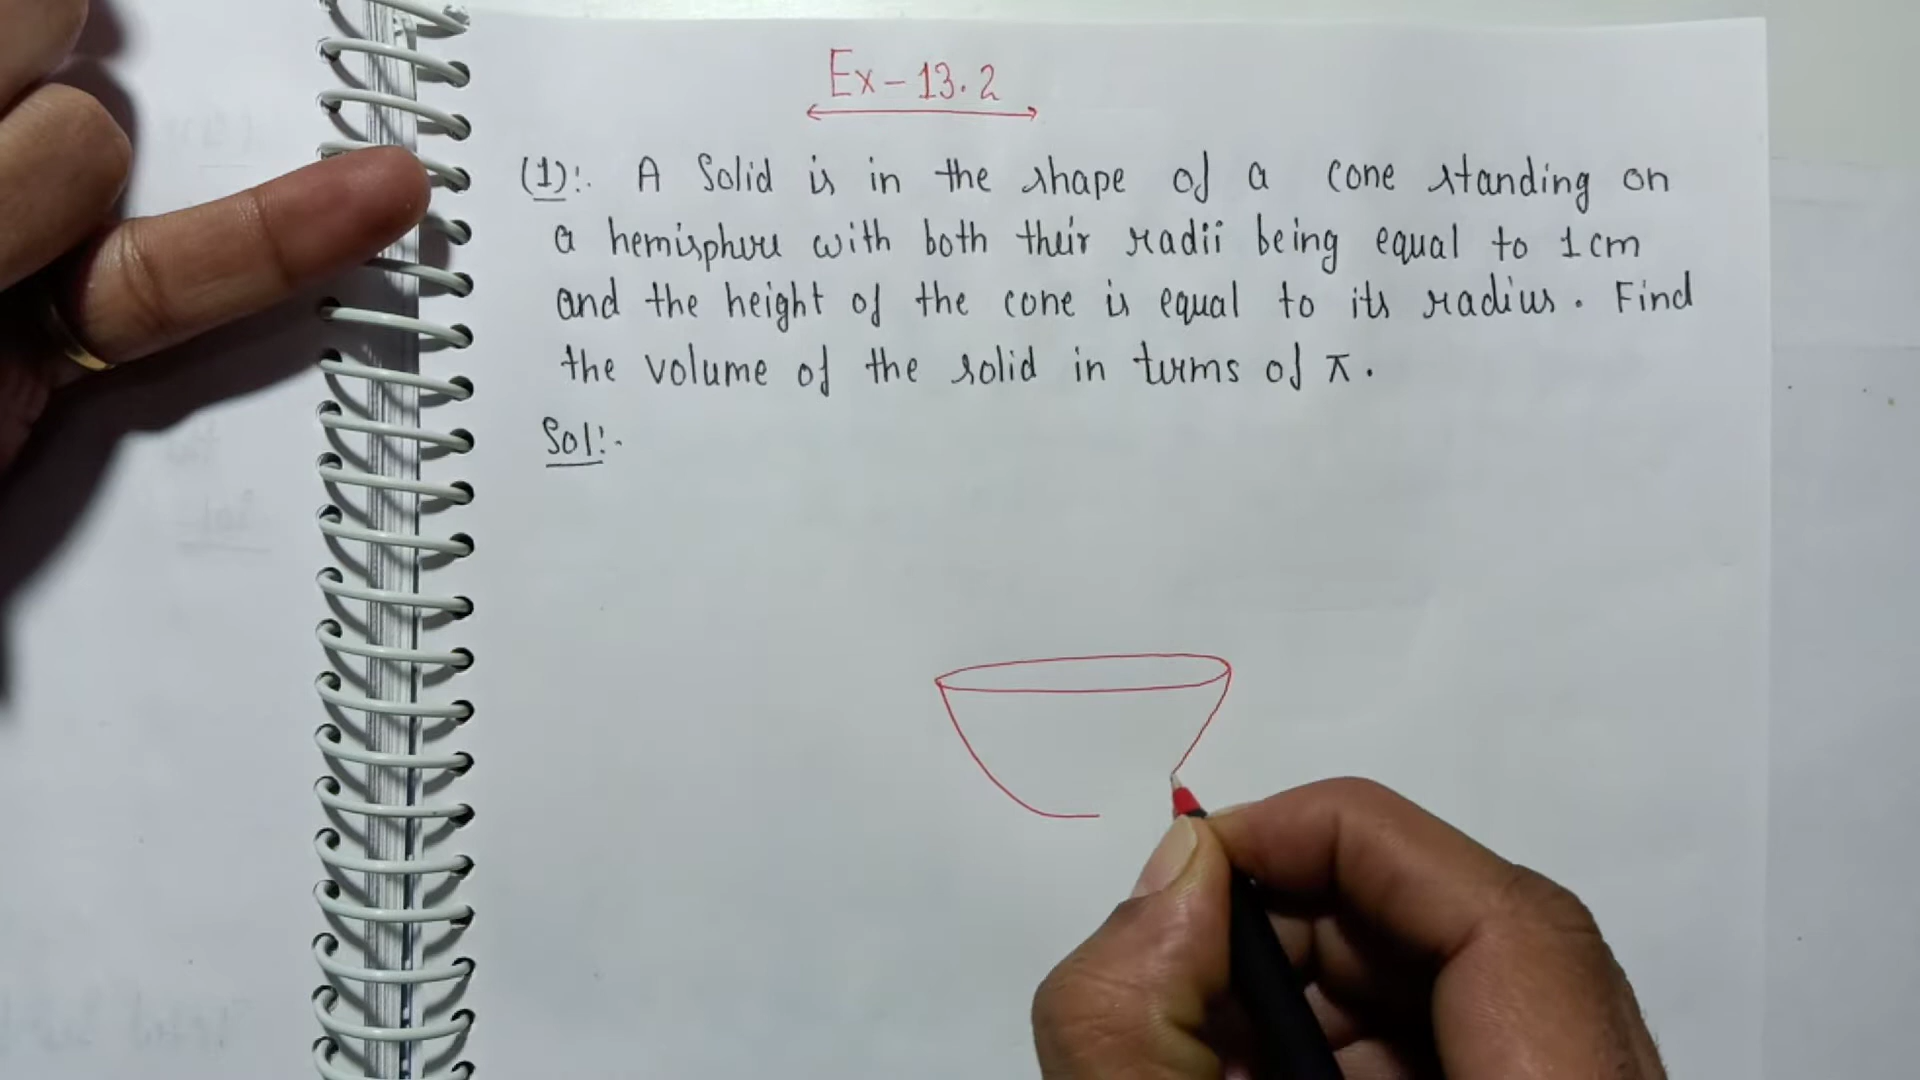 Ex - 13.2
(1):. A Solid is in the shape of a cone standing on
a hemisphere with both their radii being equal to 1 cm
and the height of the cone is equal to its radius. Find
the volume of the solid in terms of π.
Sol:.